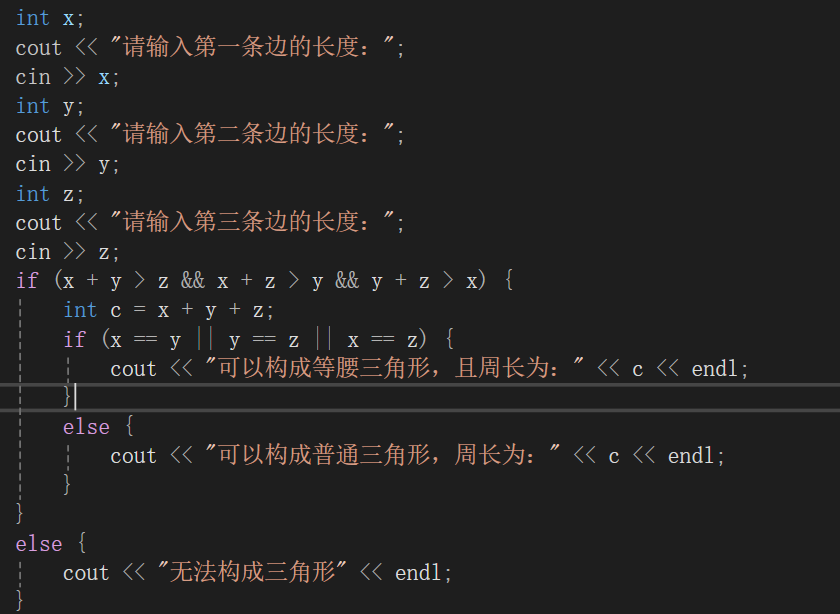 int x;
cout << "请输入第一条边的长度：";
cin >> x;
int y;
cout << "请输入第二条边的长度：";
cin >> y;
int z;
cout << "请输入第三条边的长度：";
cin >> z;
if (x + y > z && x + z > y && y + z > x) {
    int c = x + y + z;
    if (x == y || y == z || x == z) {
        cout << "可以构成等腰三角形，且周长为：" << c << endl;
    }
    else {
        cout << "可以构成普通三角形，周长为：" << c << endl;
    }
}
else {
    cout << "无法构成三角形" << endl;
}